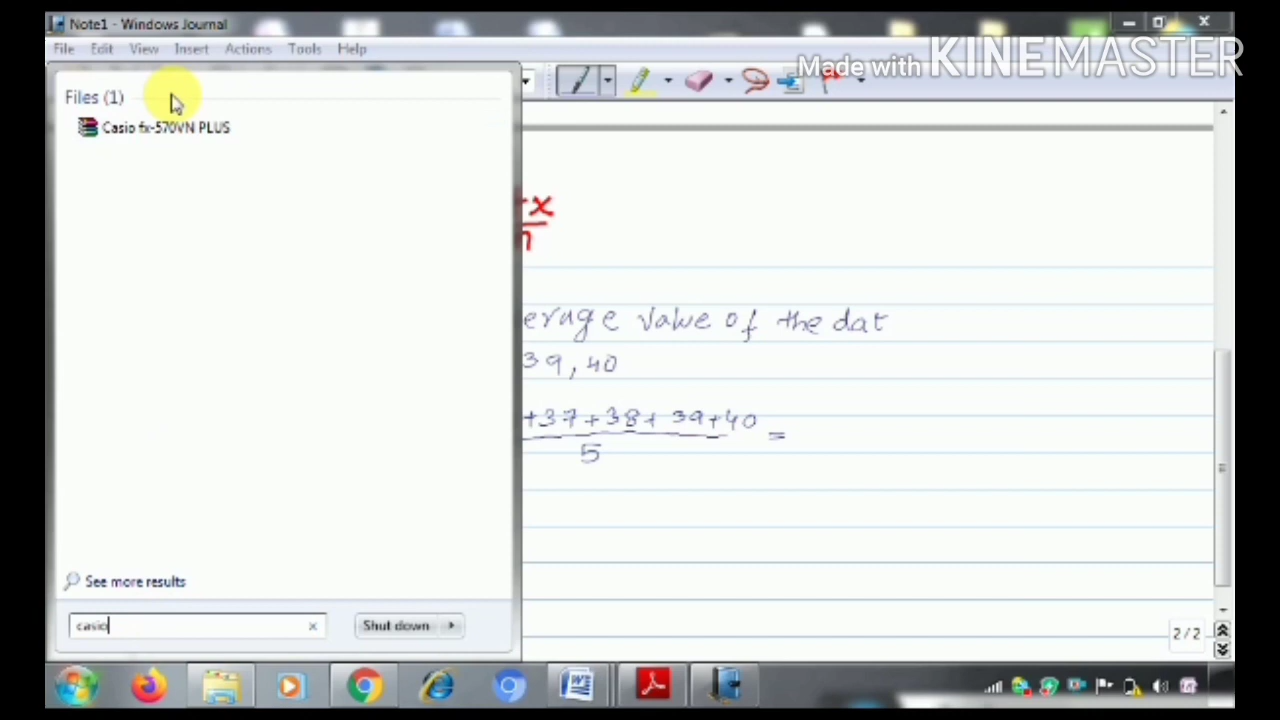 Note1 - Windows Journal
File Edit View Insert Actions Tools Help
Made with KINEMASTER
Files (1)
Casio fx-570VN PLUS
x
n
erage value of the dat
39, 40
+37+38+39+40 =
5
See more results
casio
Shut down
2/2